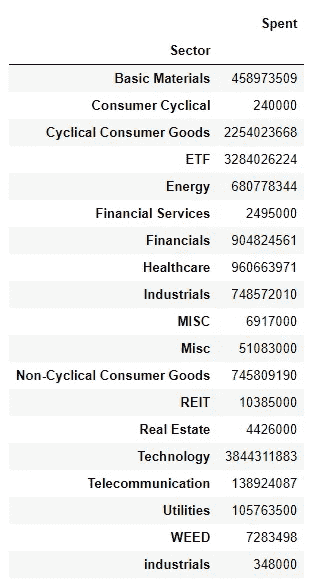 Spent
Sector
Basic Materials 458973509
Consumer Cyclical 240000
Cyclical Consumer Goods 2254023668
ETF 3284026224
Energy 680778344
Financial Services 2495000
Financials 904824561
Healthcare 960663971
Industrials 748572010
MISC 6917000
Misc 51083000
Non-Cyclical Consumer Goods 745809190
REIT 10385000
Real Estate 4426000
Technology 3844311883
Telecommunication 138924087
Utilities 105763500
WEED 7283498
industrials 348000